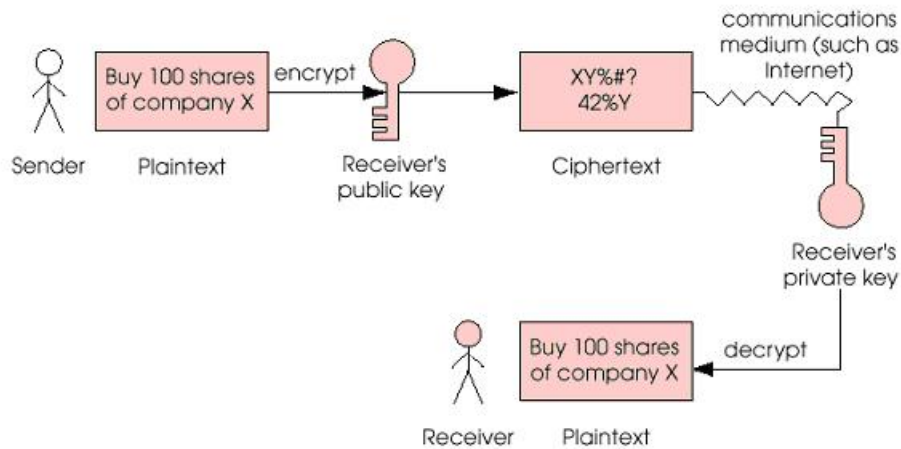 communications
medium (such as
Internet)
Buy 100 shares
of company X
encrypt
XY%#?
42%Y
Sender
Plaintext
Receiver's
public key
Ciphertext
Receiver's
private key
Buy 100 shares
of company X
decrypt
Receiver
Plaintext